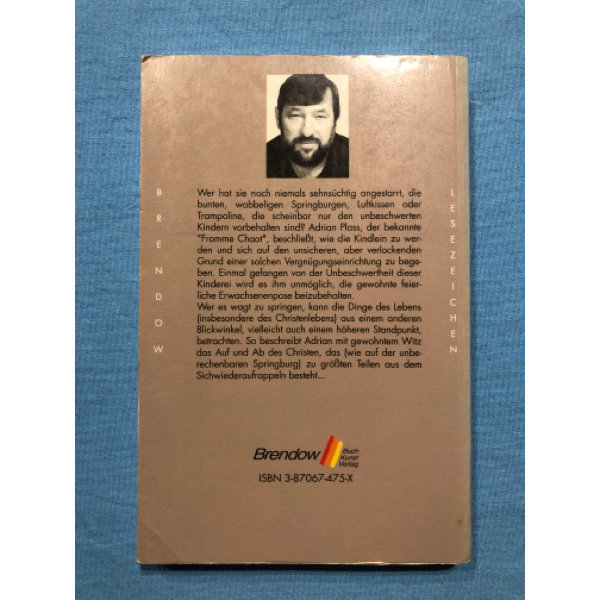 Wer hat sie noch niemals sehnsüchtig angestarrt, die
bunten, wabbeligen Springburgen, Luftkissen oder
Trampoline, die scheinbar nur den unbeschwerten
Kindern vorbehalten sind? Adrian Plass, der bekannte
"Fromme Chaot", beschließt, wie die Kindlein zu wer-
den und sich auf den unsicheren, aber verlockenden
Grund einer solchen Vergnügungseinrichtung zu bege-
ben. Einmal gefangen von der Unbeschwertheit dieser
Kinderei wird es ihm unmöglich, die gewohnte feier-
liche Erwachsenenpose beizubehalten.
Wer es wagt zu springen, kann die Dinge des Lebens
(insbesondere des Christenlebens) aus einem anderen
Blickwinkel, vielleicht auch einem höheren Standpunkt,
betrachten. So beschreibt Adrian mit gewohntem Witz
das Auf und Ab des Christen, das (wie auf der unbe-
rechenbaren Springburg) zu größten Teilen aus dem
Sichwiederaufrappeln besteht...
BRENDOW
LESEZEICHEN
Brendow
Buch
Kunst
Verlag
ISBN 3-87067-475-X